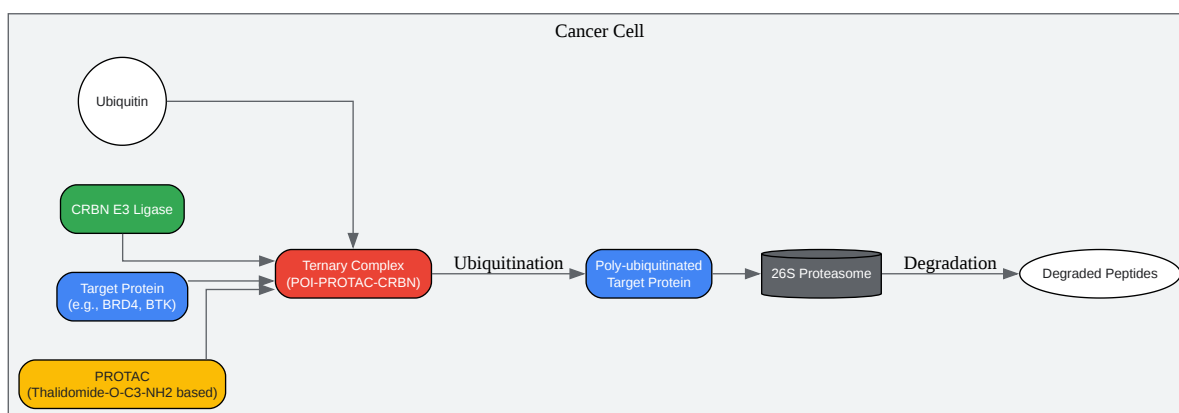 Cancer Cell
Ubiquitin
CRBN E3 Ligase
Target Protein
(e.g., BRD4, BTK)
PROTAC
(Thalidomide-O-C3-NH2 based)
Ternary Complex
(POI-PROTAC-CRBN)
Ubiquitination
Poly-ubiquitinated
Target Protein
26S Proteasome
Degradation
Degraded Peptides